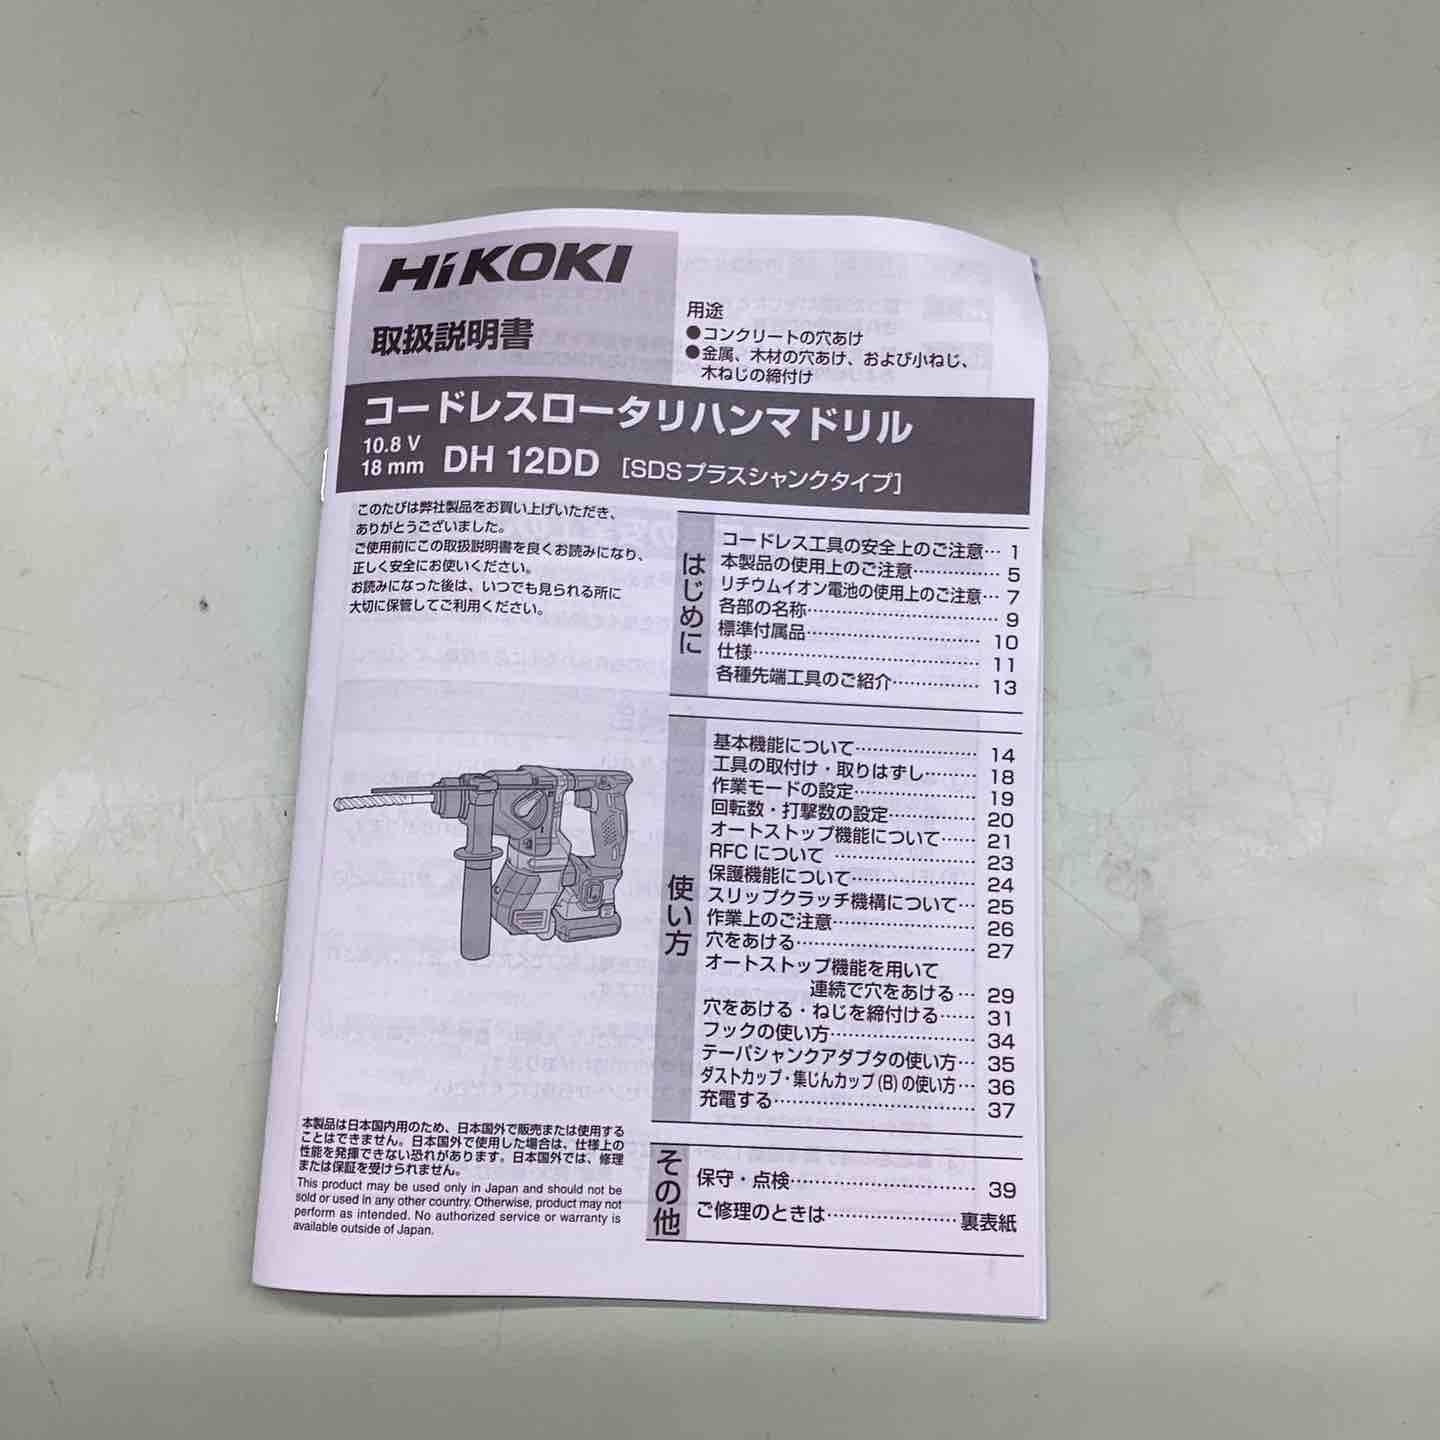 HiKOKI
取扱説明書
用途
●コンクリートの穴あけ
●金属、木材の穴あけ、および小ねじ、
木ねじの締付け
コードレスロータリハンマドリル
10.8 V
18 mm DH 12DD [SDSプラスシャンクタイプ]
このたびは弊社製品をお買い上げいただき、
ありがとうございました。
ご使用前にこの取扱説明書を良くお読みになり、
正しく安全にお使いください。
お読みになった後は、いつでも見られる所に
大切に保管してご利用ください。
はじめに
コードレス工具の安全上のご注意… 1
本製品の使用上のご注意…………… 5
リチウムイオン電池の使用上のご注意… 7
各部の名称…………………………… 9
標準付属品…………………………… 10
仕様…………………………………… 11
各種先端工具のご紹介……………… 13
使い方
基本機能について…………………… 14
工具の取付け・取りはずし………… 18
作業モードの設定…………………… 19
回転数・打撃数の設定……………… 20
オートストップ機能について……… 21
RFC について ……………………… 23
保護機能について…………………… 24
スリップクラッチ機構について… 25
作業上のご注意……………………… 26
穴をあける…………………………… 27
オートストップ機能を用いて
連続で穴をあける… 29
穴をあける・ねじを締付ける…… 31
フックの使い方……………………… 34
テーパシャンクアダプタの使い方… 35
ダストカップ・集じんカップ(B)の使い方… 36
充電する……………………………… 37
その他
保守・点検…………………………… 39
ご修理のときは…………………… 裏表紙
本製品は日本国内用のため、日本国外で販売または使用する
ことはできません。日本国外で使用した場合は、仕様上の
性能を発揮できない恐れがあります。日本国外では、修理
または保証を受けられません。
This product may be used only in Japan and should not be
sold or used in any other country. Otherwise, product may not
perform as intended. No authorized service or warranty is
available outside of Japan.